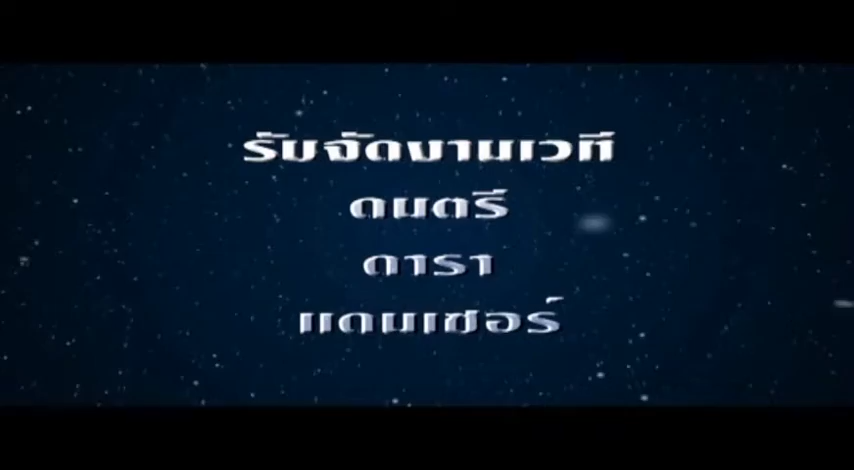 รับจัดงานเวที
ดนตรี
ดารา
แดนเซอร์